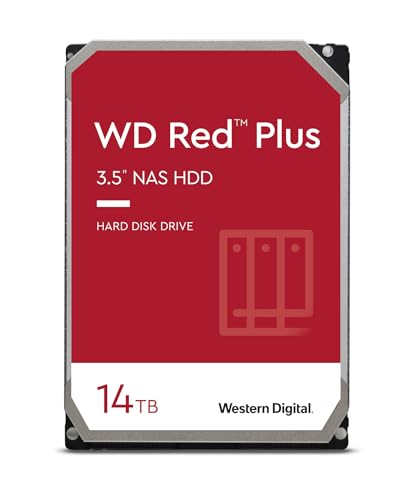 WD Red™ Plus
3.5" NAS HDD
HARD DISK DRIVE
14TB
Western Digital.